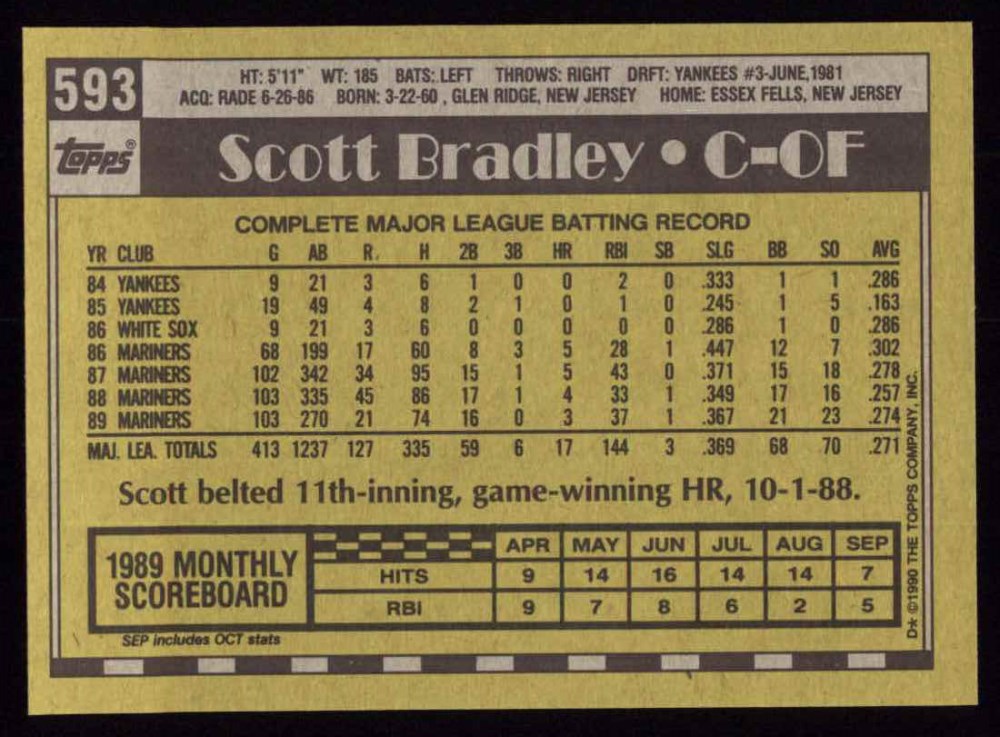 593
HT: 5'11" WT: 185 BATS: LEFT THROWS: RIGHT DRFT: YANKEES #3-JUNE,1981
ACQ: RADE 6-26-86 BORN: 3-22-60 , GLEN RIDGE, NEW JERSEY HOME: ESSEX FELLS, NEW JERSEY
topps®
Scott Bradley • C-OF
COMPLETE MAJOR LEAGUE BATTING RECORD
YR CLUB G AB R. H 2B 3B HR RBI SB SLG BB SO AVG
84 YANKEES 9 21 3 6 1 0 0 2 0 .333 1 1 .286
85 YANKEES 19 49 4 8 2 1 0 1 0 .245 1 5 .163
86 WHITE SOX 9 21 3 6 0 0 0 0 0 .286 1 0 .286
86 MARINERS 68 199 17 60 8 3 5 28 1 .447 12 7 .302
87 MARINERS 102 342 34 95 15 1 5 43 0 .371 15 18 .278
88 MARINERS 103 335 45 86 17 1 4 33 1 .349 17 16 .257
89 MARINERS 103 270 21 74 16 0 3 37 1 .367 21 23 .274
MAJ. LEA. TOTALS 413 1237 127 335 59 6 17 144 3 .369 68 70 .271
Scott belted 11th-inning, game-winning HR, 10-1-88.
1989 MONTHLY SCOREBOARD
APR MAY JUN JUL AUG SEP
HITS 9 14 16 14 14 7
RBI 9 7 8 6 2 5
SEP includes OCT stats
D* ©1990 THE TOPPS COMPANY, INC.